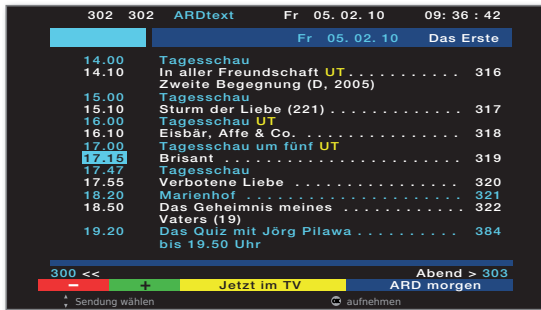 302 302 ARDtext Fr 05. 02. 10 09: 36 : 42
Fr 05. 02. 10 Das Erste
14.00 Tagesschau
14.10 In aller Freundschaft UT . . . . . . . . . . . 316
Zweite Begegnung (D, 2005)
15.00 Tagesschau
15.10 Sturm der Liebe (221) . . . . . . . . . . . . . 317
16.00 Tagesschau UT
16.10 Eisbär, Affe & Co. . . . . . . . . . . . . . . . 318
17.00 Tagesschau um fünf UT
17.15 Brisant . . . . . . . . . . . . . . . . . . . . . . . 319
17.47 Tagesschau
17.55 Verbotene Liebe . . . . . . . . . . . . . . . . . 320
18.20 Marienhof . . . . . . . . . . . . . . . . . . . . . 321
18.50 Das Geheimnis meines . . . . . . . . . . . . 322
Vaters (19)
19.20 Das Quiz mit Jörg Pilawa . . . . . . . . . . 384
bis 19.50 Uhr
300 << Abend > 303
− + Jetzt im TV ARD morgen
Sendung wählen aufnehmen